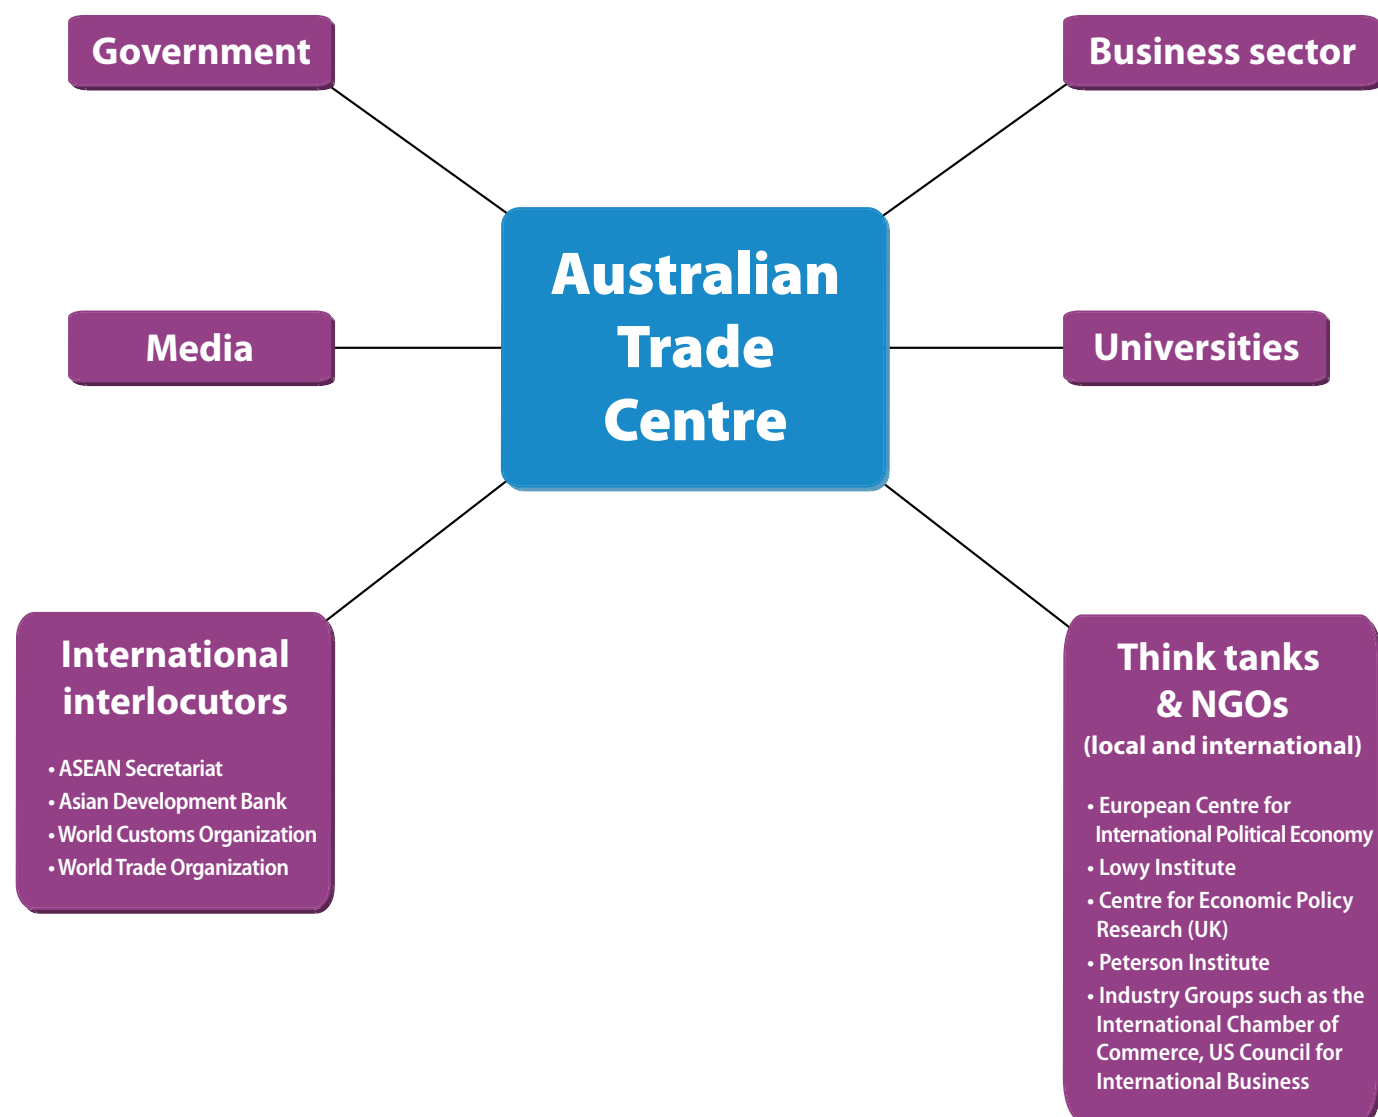 Government
Business sector
Australian
Trade
Centre
Media
Universities
International
interlocutors
• ASEAN Secretariat
• Asian Development Bank
• World Customs Organization
• World Trade Organization
Think tanks
& NGOs
(local and international)
• European Centre for
International Political Economy
• Lowy Institute
• Centre for Economic Policy
Research (UK)
• Peterson Institute
• Industry Groups such as the
International Chamber of
Commerce, US Council for
International Business